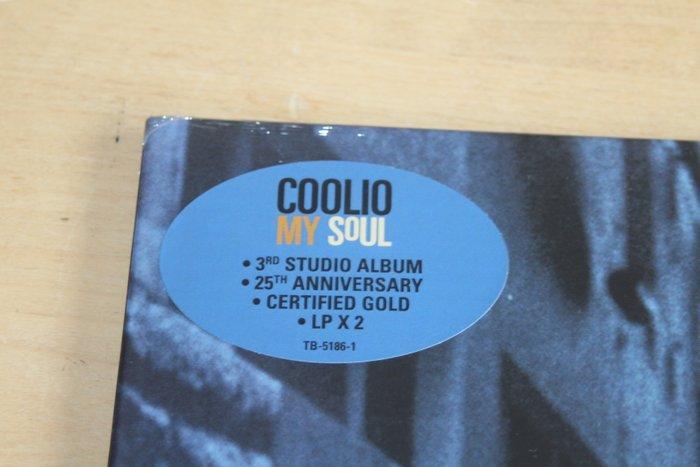 COOLIO
MY SOUL
• 3RD STUDIO ALBUM
• 25TH ANNIVERSARY
• CERTIFIED GOLD
• LP X 2
TB-5186-1